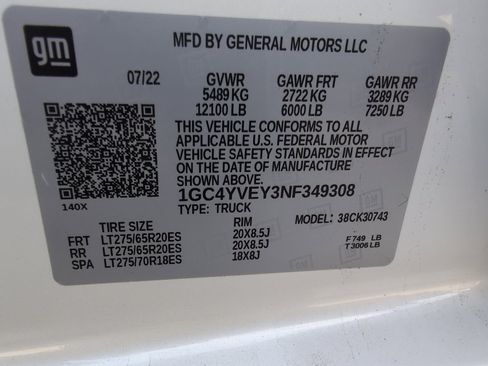 gm
MFD BY GENERAL MOTORS LLC
07/22 GVWR GAWR FRT GAWR RR
5489 KG 2722 KG 3289 KG
12100 LB 6000 LB 7250 LB
THIS VEHICLE CONFORMS TO ALL
APPLICABLE U.S. FEDERAL MOTOR
VEHICLE SAFETY STANDARDS IN EFFECT
ON THE DATE OF MANUFACTURE
SHOWN ABOVE.
1GC4YVEY3NF349308
140X
TYPE: TRUCK MODEL: 38CK30743
TIRE SIZE RIM
FRT LT275/65R20ES 20X8.5J F 749 LB
RR LT275/65R20ES 20X8.5J T3006 LB
SPA LT275/70R18ES 18X8J